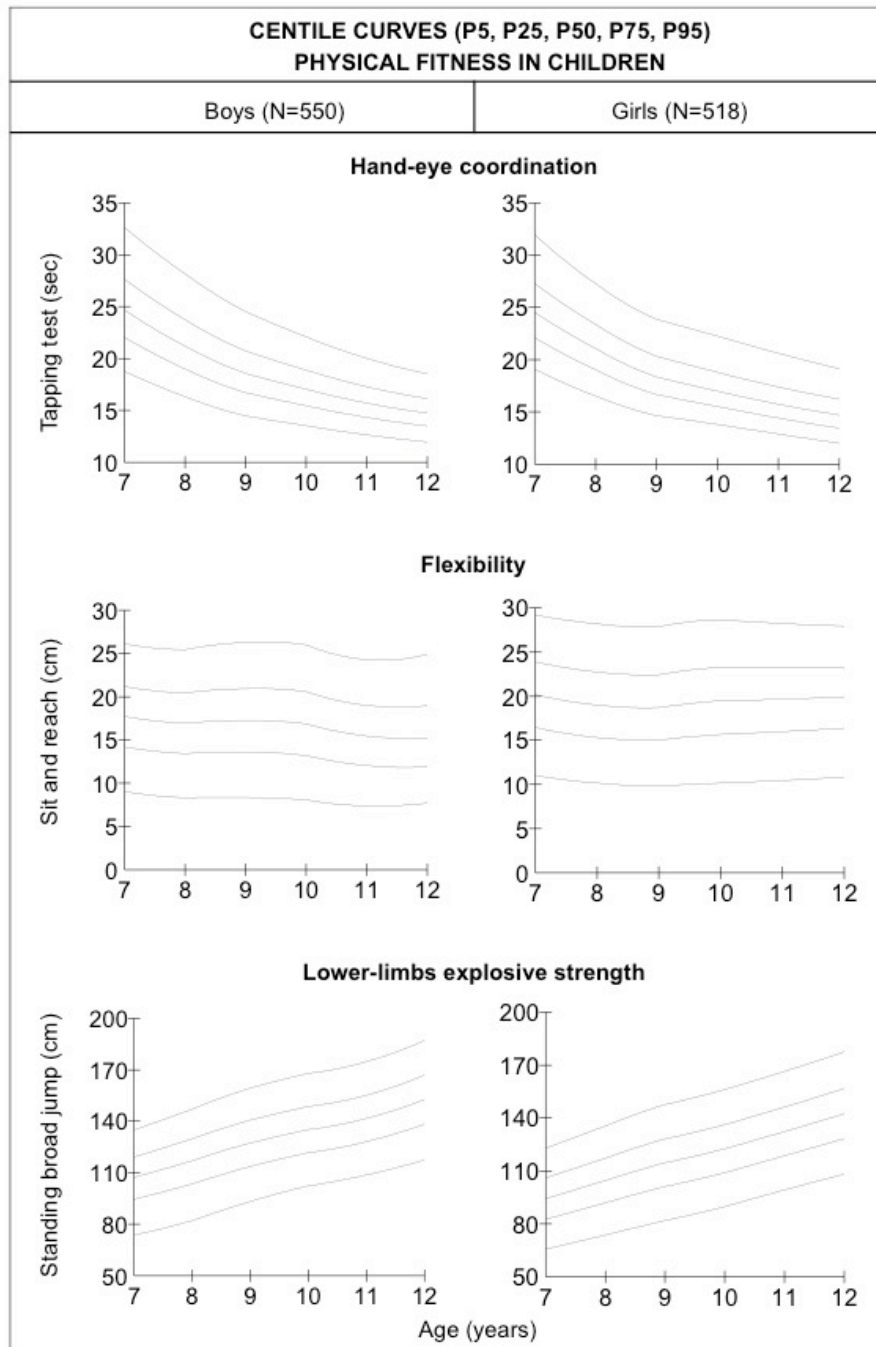 CENTILE CURVES (P5, P25, P50, P75, P95)
PHYSICAL FITNESS IN CHILDREN
Boys (N=550)
Girls (N=518)
Hand-eye coordination
Tapping test (sec)
35
30
25
20
15
10
7 8 9 10 11 12
35
30
25
20
15
10
7 8 9 10 11 12
Flexibility
Sit and reach (cm)
30
25
20
15
10
5
0
7 8 9 10 11 12
30
25
20
15
10
5
0
7 8 9 10 11 12
Lower-limbs explosive strength
Standing broad jump (cm)
200
170
140
110
80
50
7 8 9 10 11 12
200
170
140
110
80
50
7 8 9 10 11 12
Age (years)